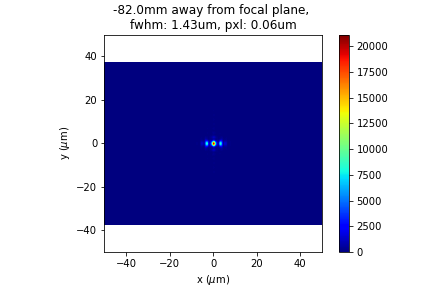 -82.0mm away from focal plane,
fwhm: 1.43um, pxl: 0.06um
40
20
0
−20
−40
y (μm)
−40 −20 0 20 40
x (μm)
20000
17500
15000
12500
10000
7500
5000
2500
0